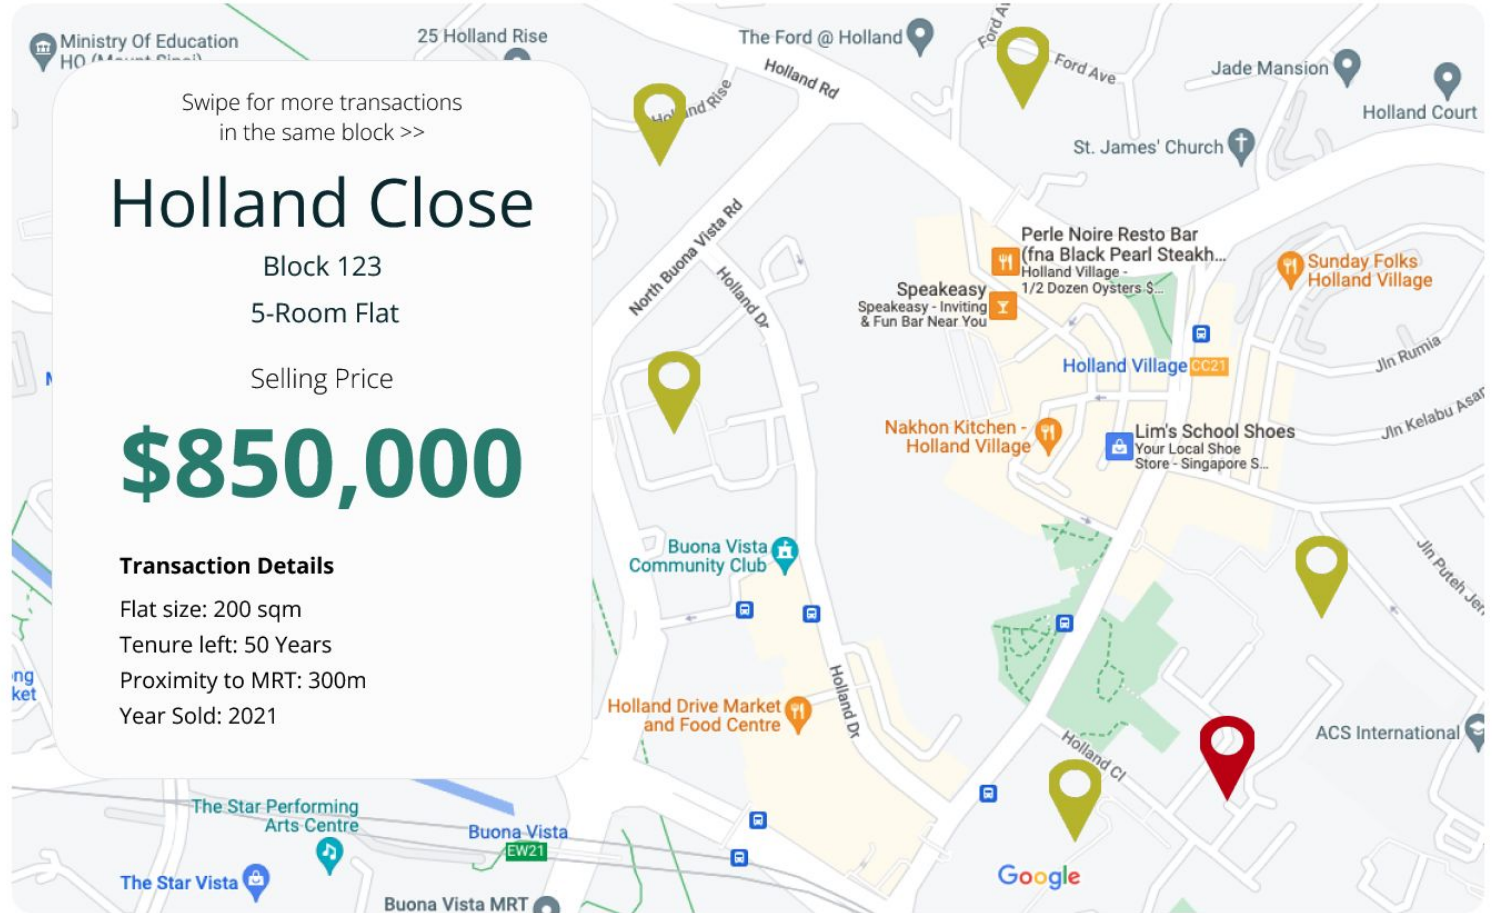 Ministry Of Education
25 Holland Rise
The Ford @ Holland
Ford Ave
Jade Mansion
Holland Court
St. James' Church
Holland Rd
Holland Rise
Swipe for more transactions
in the same block >>
Holland Close
Block 123
5-Room Flat
Selling Price
$850,000
Transaction Details
Flat size: 200 sqm
Tenure left: 50 Years
Proximity to MRT: 300m
Year Sold: 2021
North Buona Vista Rd
Holland Dr
Perle Noire Resto Bar
(fna Black Pearl Steakh...
Holland Village -
1/2 Dozen Oysters $...
Speakeasy
Speakeasy - Inviting
& Fun Bar Near You
Sunday Folks
Holland Village
Holland Village CC21
Jln Rumia
Jln Kelabu Asap
Nakhon Kitchen -
Holland Village
Lim's School Shoes
Your Local Shoe
Store - Singapore S...
Buona Vista
Community Club
Jln Puteh Jer
Holland Drive Market
and Food Centre
Holland Dr
Holland Cl
ACS International
The Star Performing
Arts Centre
Buona Vista
EW21
The Star Vista
Buona Vista MRT
Google